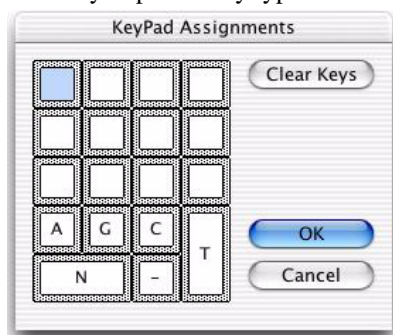 KeyPad Assignments
Clear Keys
A G C
T
OK
N -
Cancel